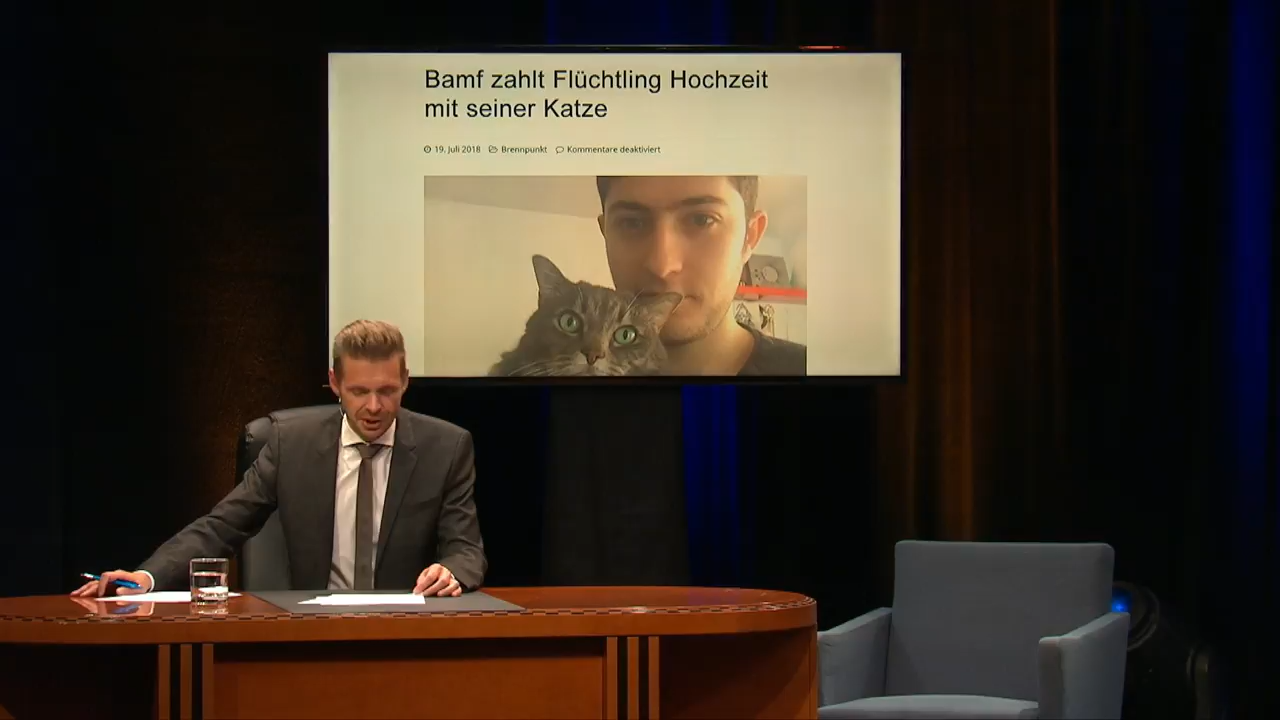 Bamf zahlt Flüchtling Hochzeit
mit seiner Katze
19. Juli 2018 Brennpunkt Kommentare deaktiviert